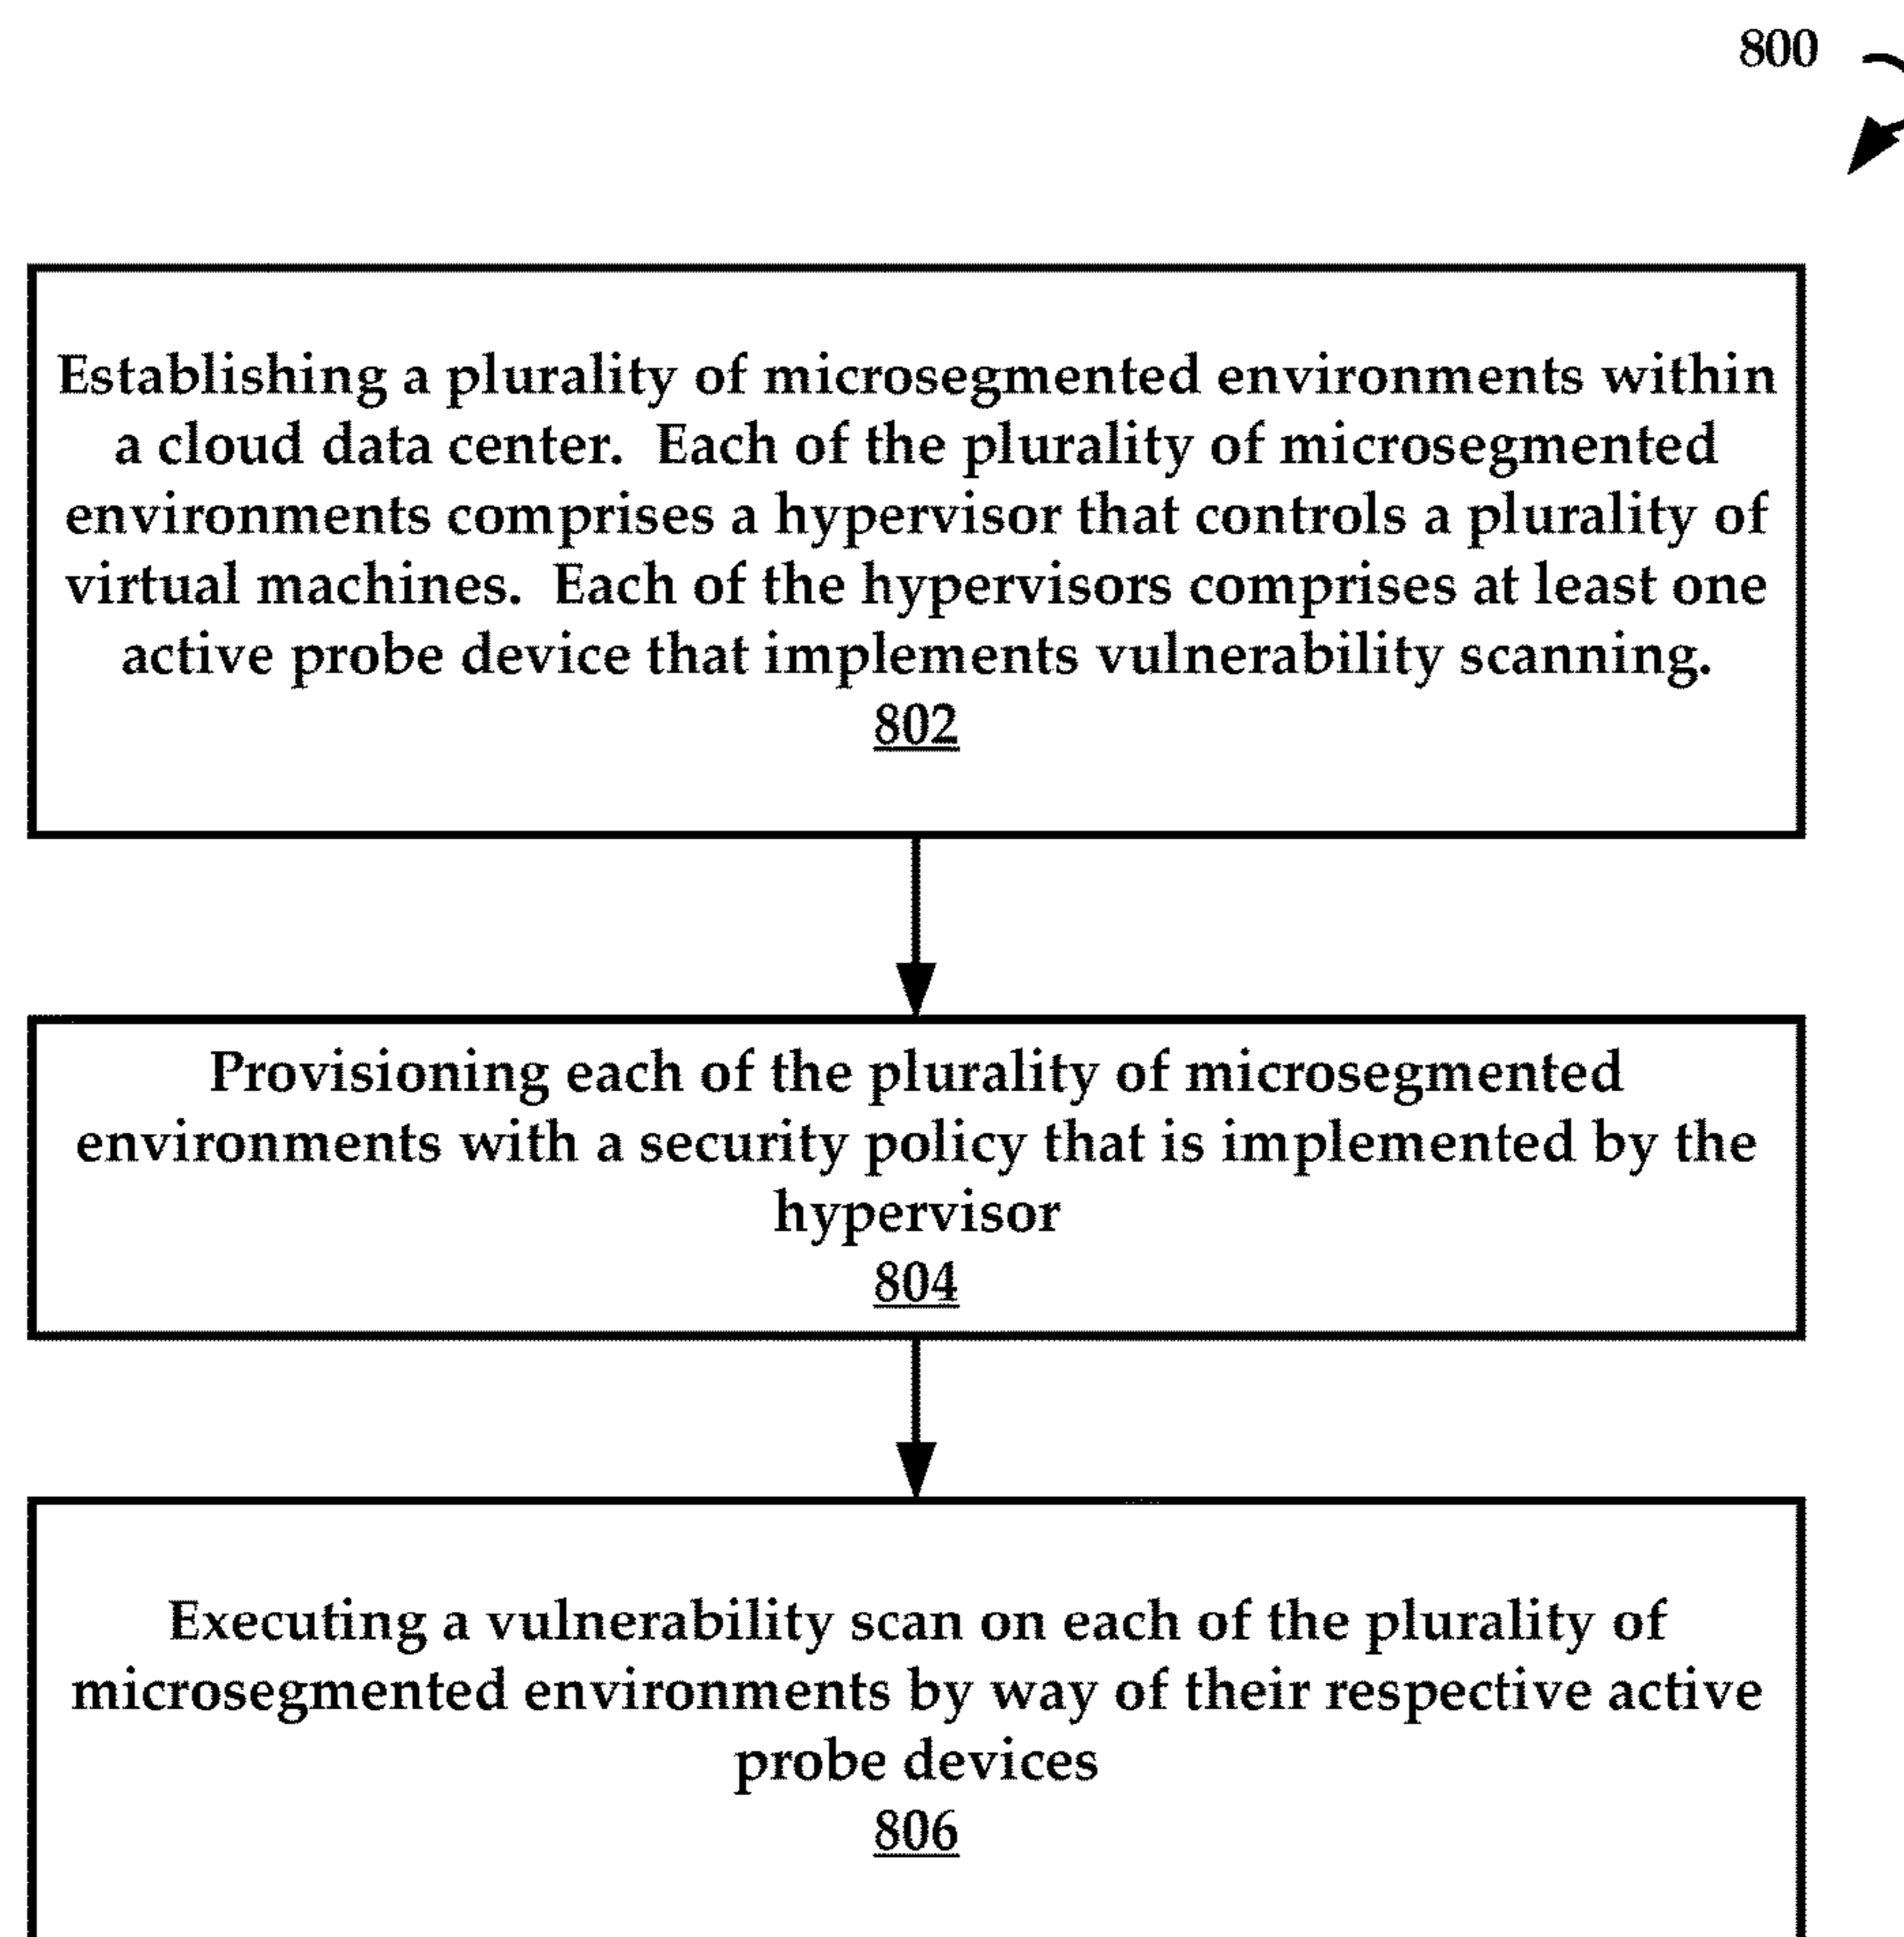 800
Establishing a plurality of microsegmented environments within
a cloud data center. Each of the plurality of microsegmented
environments comprises a hypervisor that controls a plurality of
virtual machines. Each of the hypervisors comprises at least one
active probe device that implements vulnerability scanning.
802
Provisioning each of the plurality of microsegmented
environments with a security policy that is implemented by the
hypervisor
804
Executing a vulnerability scan on each of the plurality of
microsegmented environments by way of their respective active
probe devices
806